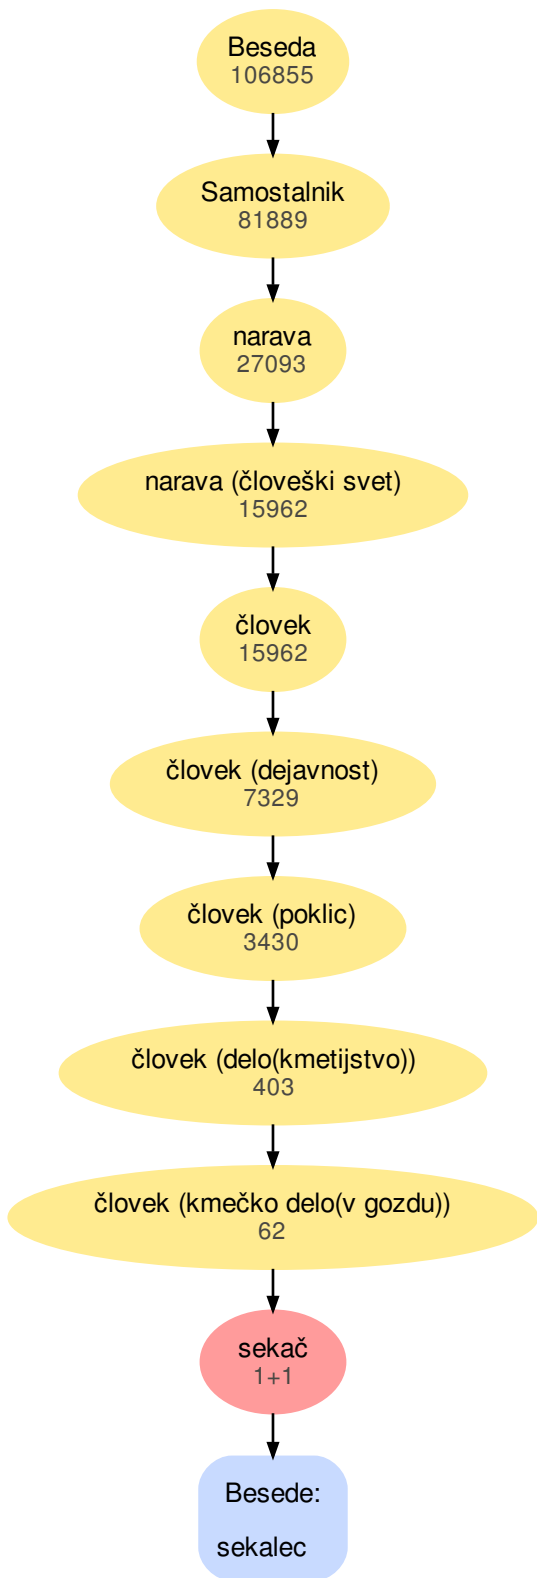 Beseda
106855
Samostalnik
81889
narava
27093
narava (človeški svet)
15962
človek
15962
človek (dejavnost)
7329
človek (poklic)
3430
človek (delo(kmetijstvo))
403
človek (kmečko delo(v gozdu))
62
sekač
1+1
Besede:
sekalec